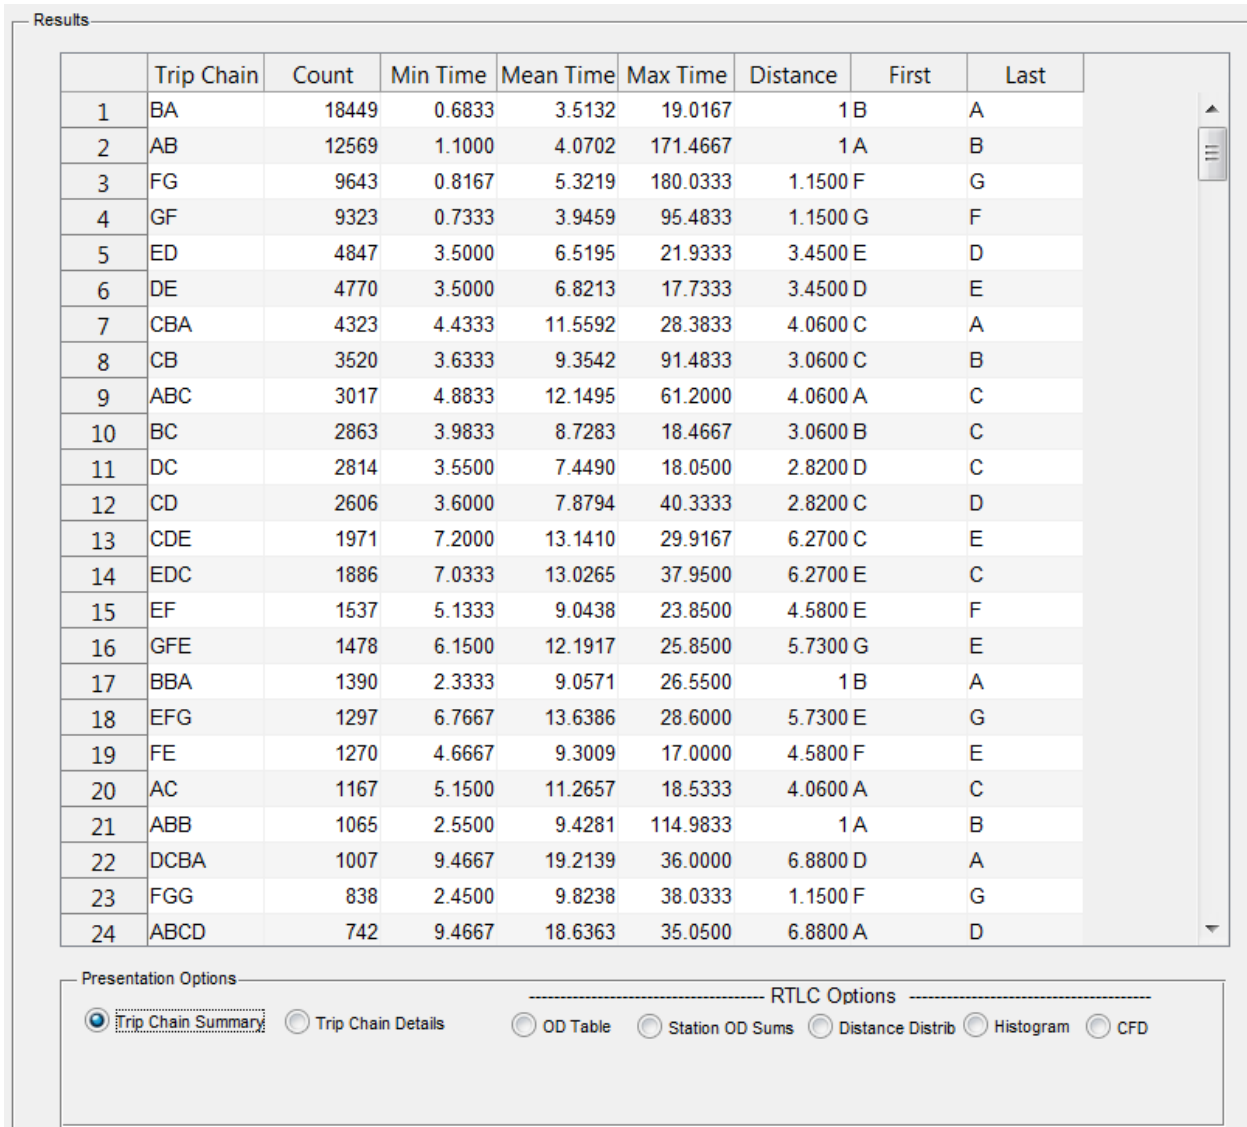 Results
Trip Chain Count Min Time Mean Time Max Time Distance First Last
1 BA 18449 0.6833 3.5132 19.0167 1 B A
2 AB 12569 1.1000 4.0702 171.4667 1 A B
3 FG 9643 0.8167 5.3219 180.0333 1.1500 F G
4 GF 9323 0.7333 3.9459 95.4833 1.1500 G F
5 ED 4847 3.5000 6.5195 21.9333 3.4500 E D
6 DE 4770 3.5000 6.8213 17.7333 3.4500 D E
7 CBA 4323 4.4333 11.5592 28.3833 4.0600 C A
8 CB 3520 3.6333 9.3542 91.4833 3.0600 C B
9 ABC 3017 4.8833 12.1495 61.2000 4.0600 A C
10 BC 2863 3.9833 8.7283 18.4667 3.0600 B C
11 DC 2814 3.5500 7.4490 18.0500 2.8200 D C
12 CD 2606 3.6000 7.8794 40.3333 2.8200 C D
13 CDE 1971 7.2000 13.1410 29.9167 6.2700 C E
14 EDC 1886 7.0333 13.0265 37.9500 6.2700 E C
15 EF 1537 5.1333 9.0438 23.8500 4.5800 E F
16 GFE 1478 6.1500 12.1917 25.8500 5.7300 G E
17 BBA 1390 2.3333 9.0571 26.5500 1 B A
18 EFG 1297 6.7667 13.6386 28.6000 5.7300 E G
19 FE 1270 4.6667 9.3009 17.0000 4.5800 F E
20 AC 1167 5.1500 11.2657 18.5333 4.0600 A C
21 ABB 1065 2.5500 9.4281 114.9833 1 A B
22 DCBA 1007 9.4667 19.2139 36.0000 6.8800 D A
23 FGG 838 2.4500 9.8238 38.0333 1.1500 F G
24 ABCD 742 9.4667 18.6363 35.0500 6.8800 A D
Presentation Options
RTLC Options
Trip Chain Summary Trip Chain Details OD Table Station OD Sums Distance Distrib Histogram CFD